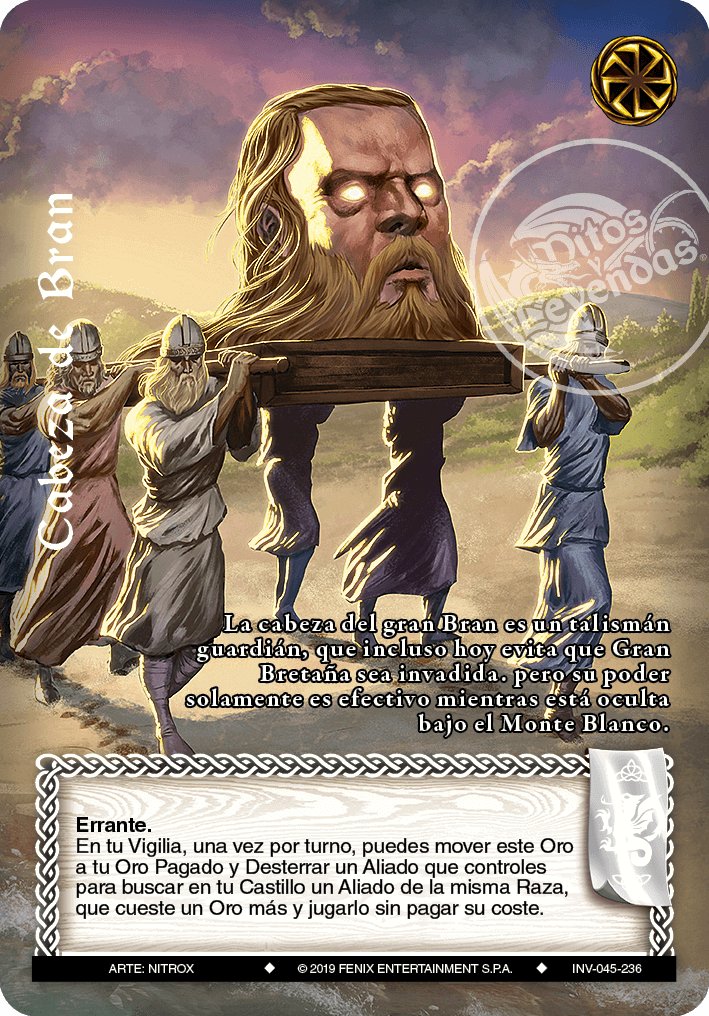 Mitos
y
Leyendas
®
Cabeza de Bran
La cabeza del gran Bran es un talismán
guardián, que incluso hoy evita que Gran
Bretaña sea invadida. pero su poder
solamente es efectivo mientras está oculta
bajo el Monte Blanco.
Errante.
En tu Vigilia, una vez por turno, puedes mover este Oro
a tu Oro Pagado y Desterrar un Aliado que controles
para buscar en tu Castillo un Aliado de la misma Raza,
que cueste un Oro más y jugarlo sin pagar su coste.
ARTE: NITROX ◆ © 2019 FENIX ENTERTAINMENT S.P.A. ◆ INV-045-236